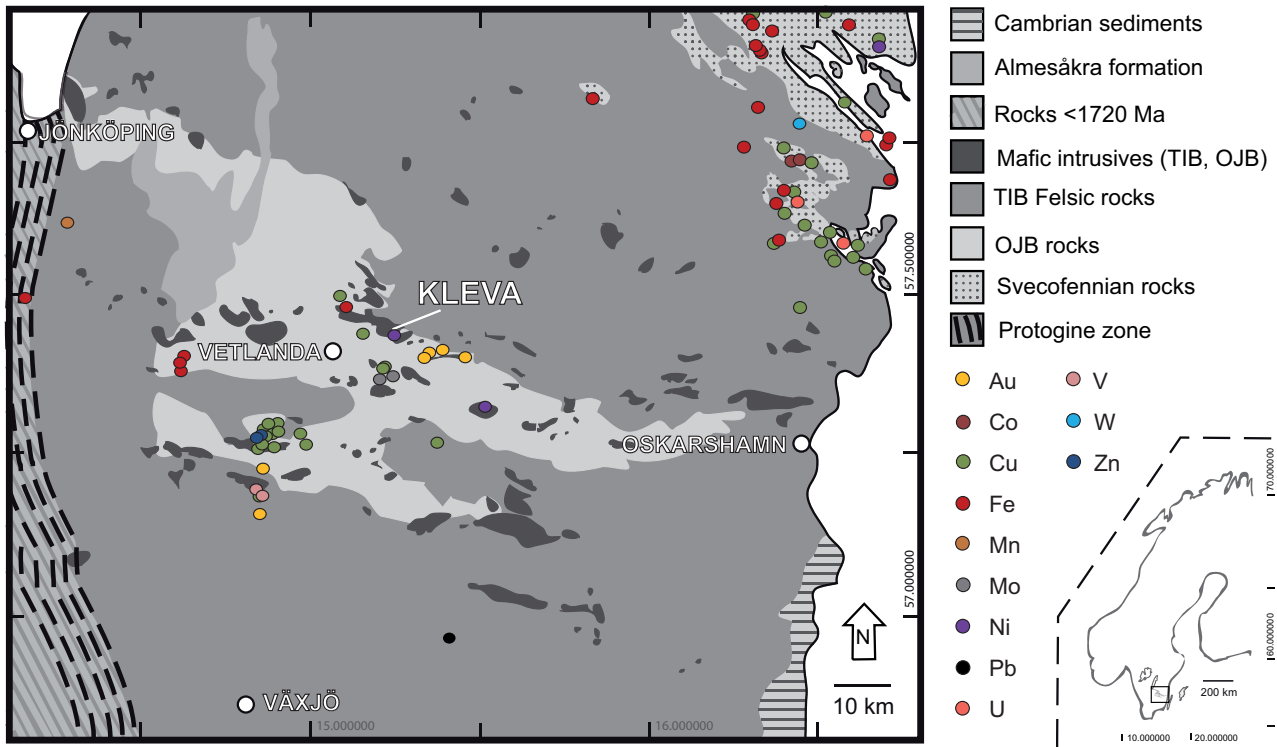 JÖNKÖPING
KLEVA
VETLANDA
OSKARSHAMN
VÄXJÖ
57.500000
57.000000
15.000000
16.000000
N
10 km
Cambrian sediments
Almesåkra formation
Rocks <1720 Ma
Mafic intrusives (TIB, OJB)
TIB Felsic rocks
OJB rocks
Svecofennian rocks
Protogine zone
Au
Co
Cu
Fe
Mn
Mo
Ni
Pb
U
V
W
Zn
70.000000
60.000000
200 km
10.000000
20.000000